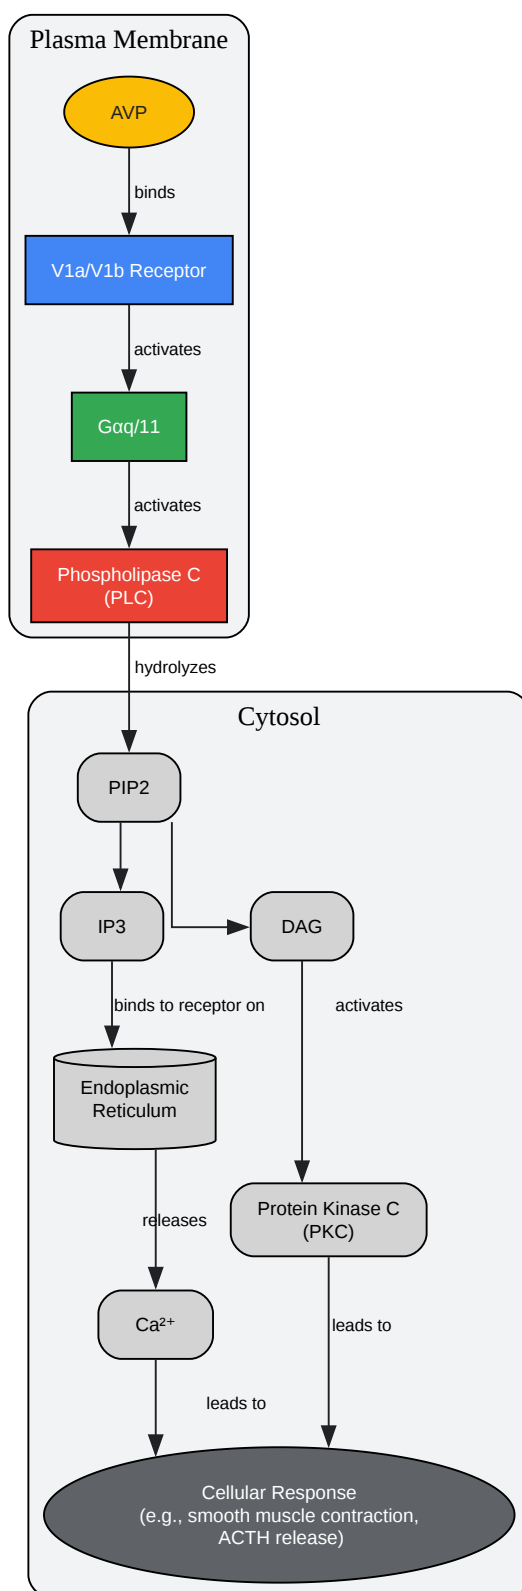 Plasma Membrane
AVP
binds
V1a/V1b Receptor
activates
Gαq/11
activates
Phospholipase C
(PLC)
hydrolyzes
Cytosol
PIP2
IP3
DAG
binds to receptor on
activates
Endoplasmic
Reticulum
releases
Protein Kinase C
(PKC)
Ca²⁺
leads to
leads to
Cellular Response
(e.g., smooth muscle contraction,
ACTH release)